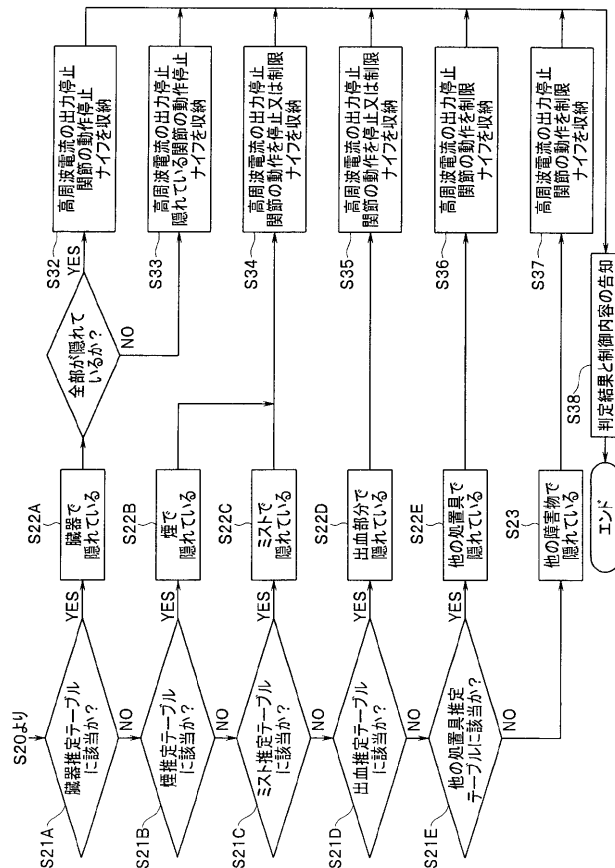 S20より
S21A
臓器推定テーブル
に該当か?
YES
NO
S22A
臓器で
隠れている
全部が隠れて
いるか?
YES
NO
S32
高周波電流の出力停止
関節の動作停止
ナイフを収納
S33
高周波電流の出力停止
隠れている関節の動作停止
ナイフを収納
S21B
煙推定テーブル
に該当か?
YES
NO
S22B
煙で
隠れている
S21C
ミスト推定テーブル
に該当か?
YES
NO
S22C
ミストで
隠れている
S34
高周波電流の出力停止
関節の動作を停止又は制限
ナイフを収納
S21D
出血推定テーブル
に該当か?
YES
NO
S22D
出血部分で
隠れている
S35
高周波電流の出力停止
関節の動作を停止又は制限
ナイフを収納
S21E
他の処置具推定
テーブルに該当か?
YES
NO
S22E
他の処置具で
隠れている
S36
高周波電流の出力停止
関節の動作を制限
ナイフを収納
S23
他の障害物で
隠れている
S37
高周波電流の出力停止
関節の動作を制限
ナイフを収納
S38
判定結果と制御内容の告知
エンド